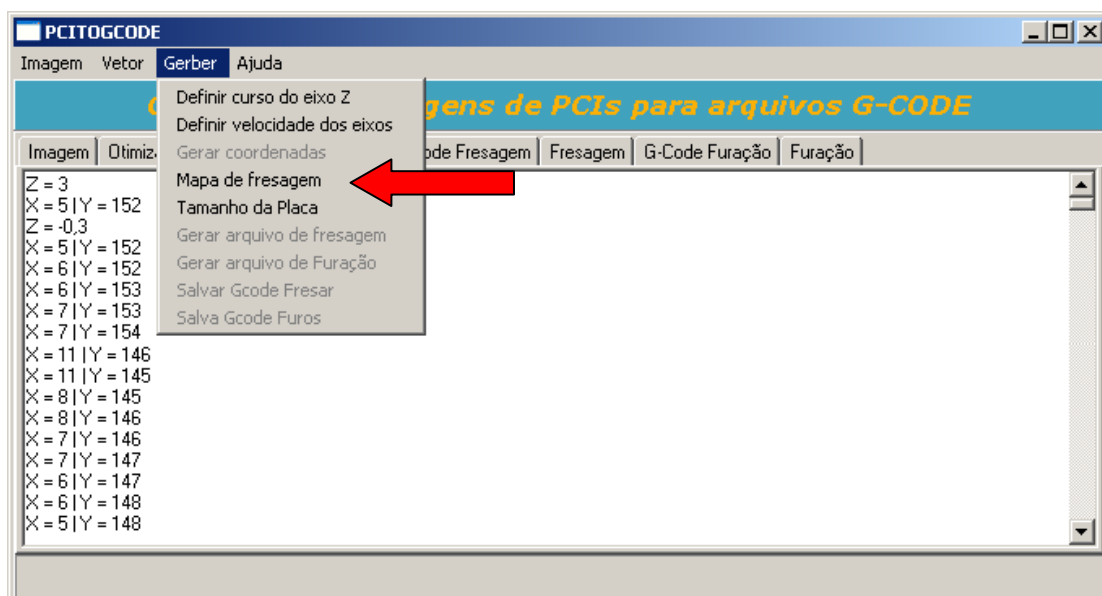 PCITOGCODE
Imagem Vetor Gerber Ajuda
de PCIs para arquivos G-CODE
Definir curso do eixo Z
Definir velocidade dos eixos
Gerar coordenadas
Mapa de fresagem
Tamanho da Placa
Gerar arquivo de fresagem
Gerar arquivo de Furação
Salvar Gcode Fresar
Salva Gcode Furos
Imagem Fresagem Fresagem G-Code Furação Furação
Z = 3
X = 5 | Y = 152
Z = -0,3
X = 5 | Y = 152
X = 6 | Y = 152
X = 6 | Y = 153
X = 7 | Y = 153
X = 7 | Y = 154
X = 11 | Y = 146
X = 11 | Y = 145
X = 8 | Y = 145
X = 8 | Y = 146
X = 7 | Y = 146
X = 7 | Y = 147
X = 6 | Y = 147
X = 6 | Y = 148
X = 5 | Y = 148